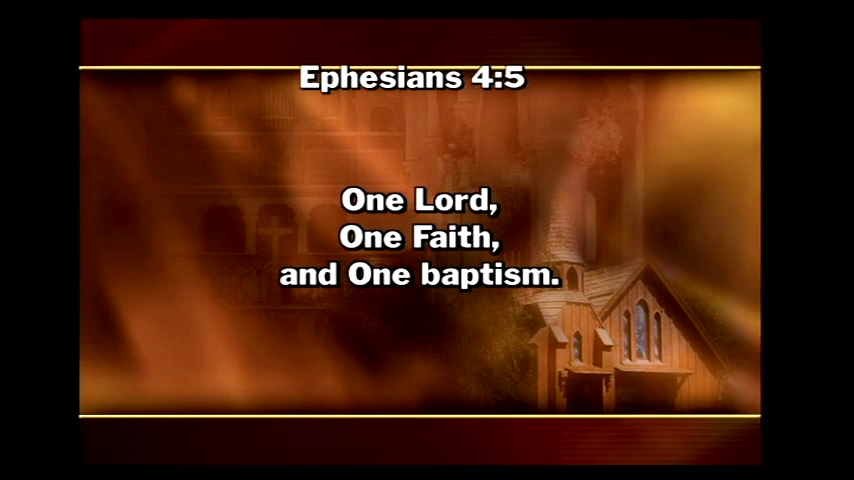 Ephesians 4:5
One Lord,
One Faith,
and One baptism.